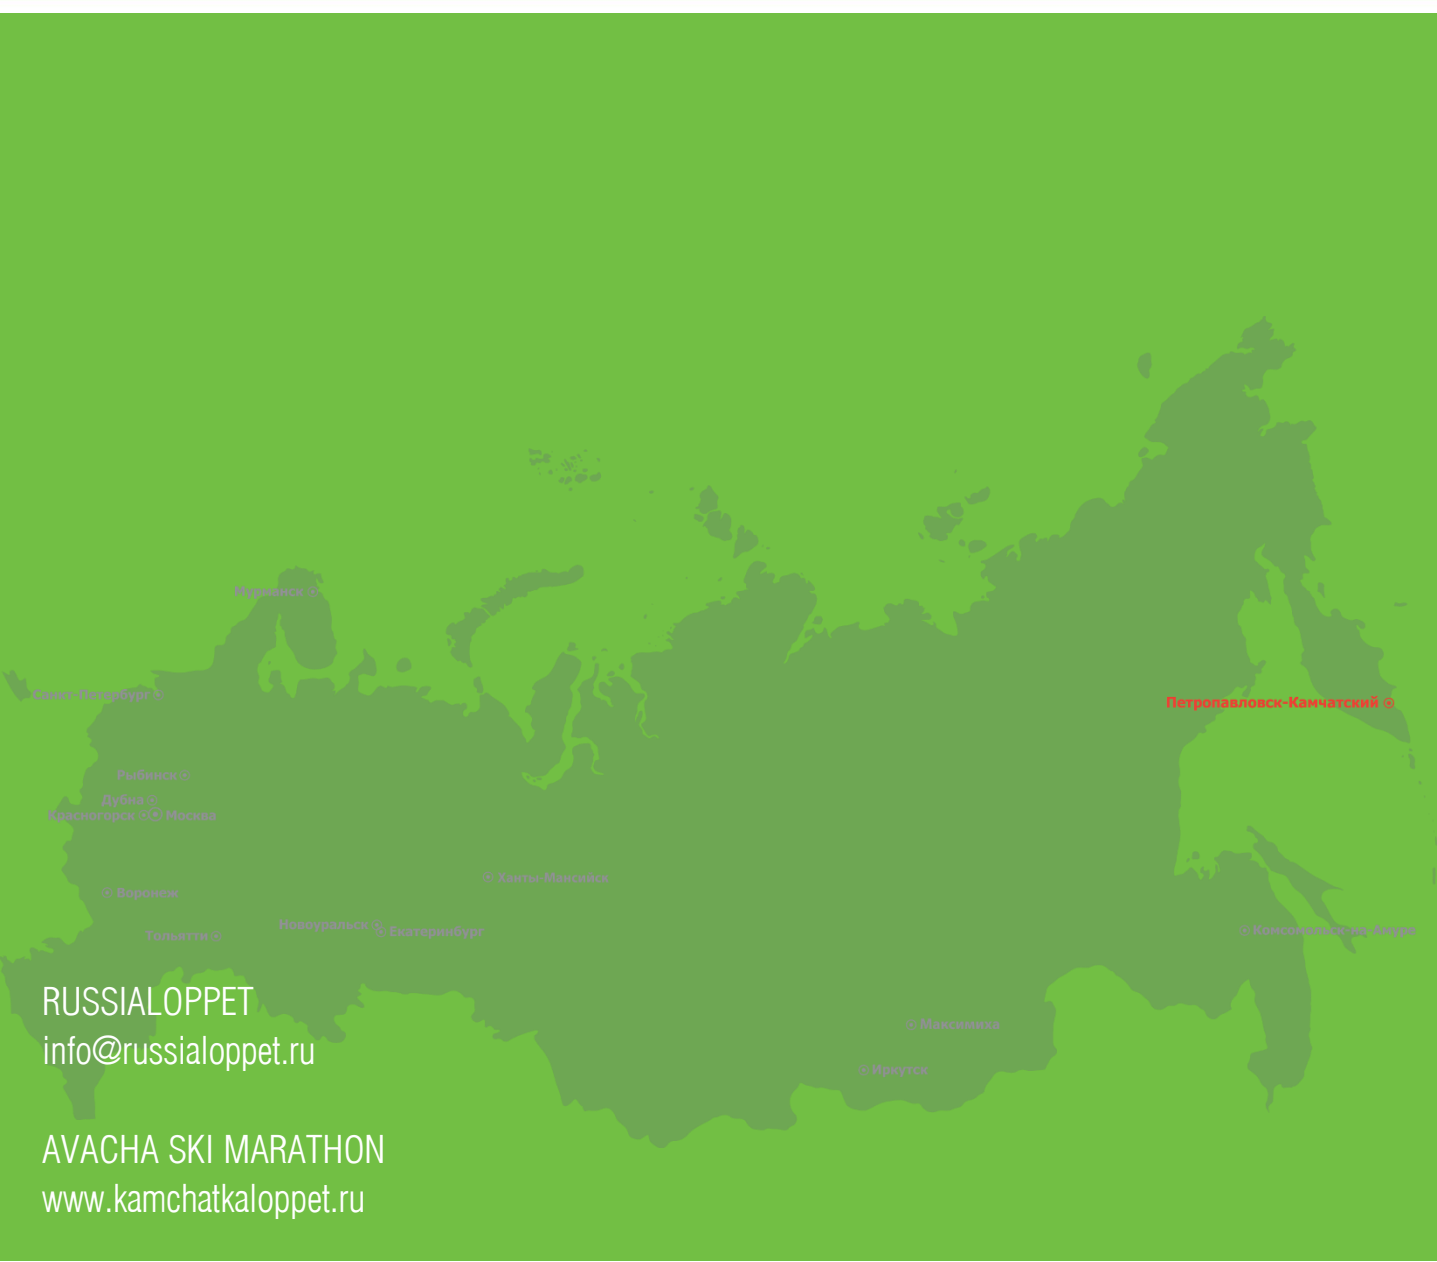 Мурманск
Санкт-Петербург
Петропавловск-Камчатский
Рыбинск
Дубна
Красногорск
Москва
Ханты-Мансийск
Воронеж
Новоуральск
Екатеринбург
Тольятти
Комсомольск-на-Амуре
RUSSIALOPPET
Максимиха
info@russialoppet.ru
Иркутск
AVACHA SKI MARATHON
www.kamchatkaloppet.ru